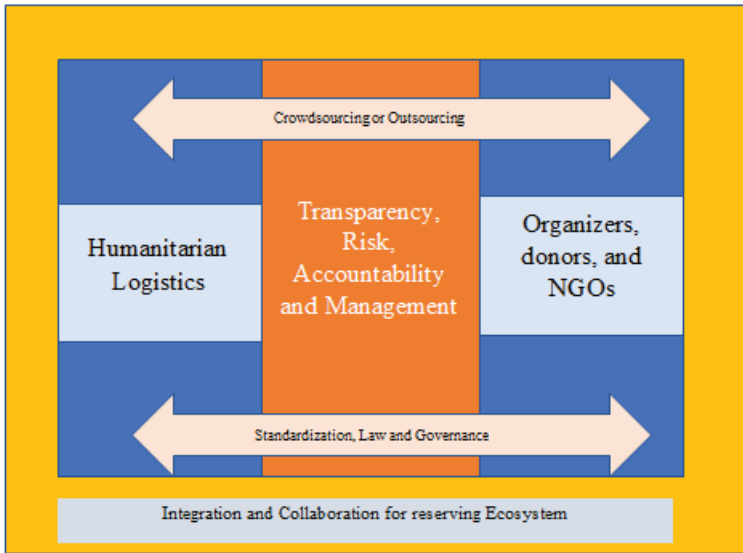 Crowdsourcing or Outsourcing
Humanitarian
Logistics
Transparency,
Risk,
Accountability
and Management
Organizers,
donors, and
NGOs
Standardization, Law and Governance
Integration and Collaboration for reserving Ecosystem